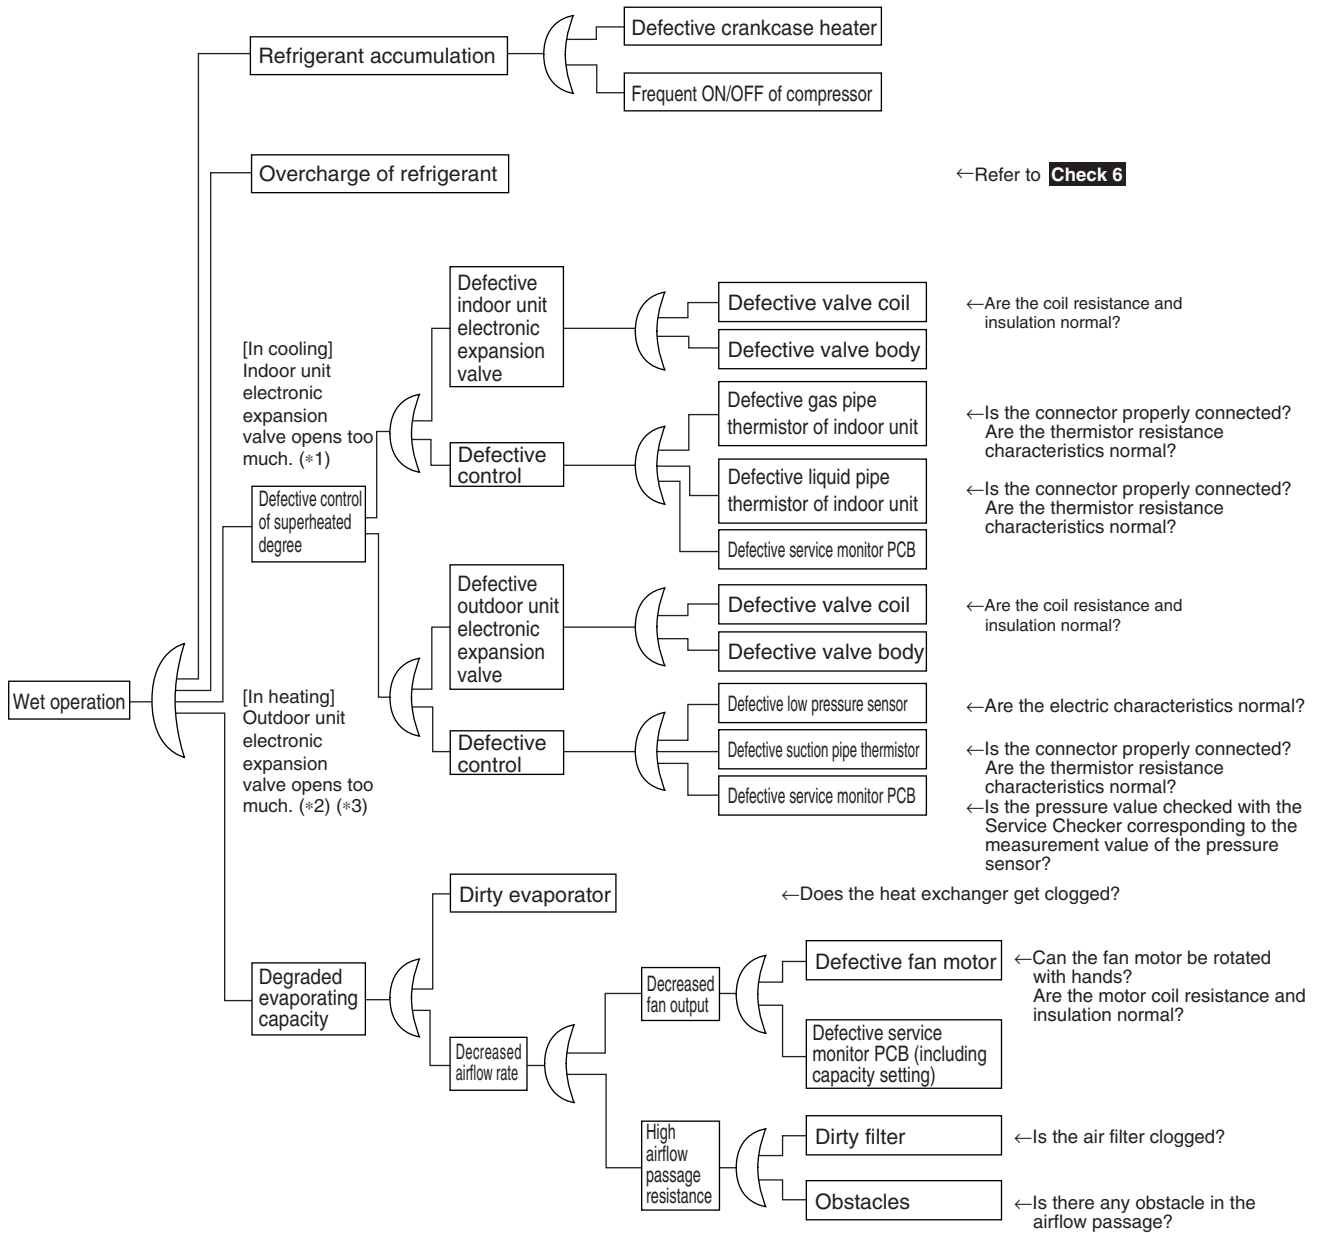 Refrigerant accumulation
Defective crankcase heater
Frequent ON/OFF of compressor
Overcharge of refrigerant
←Refer to Check 6
[In cooling]
Indoor unit
electronic
expansion
valve opens too
much. (*1)
Defective
indoor unit
electronic
expansion
valve
Defective valve coil
←Are the coil resistance and
insulation normal?
Defective valve body
Defective
control
Defective gas pipe
thermistor of indoor unit
←Is the connector properly connected?
Are the thermistor resistance
characteristics normal?
Defective liquid pipe
thermistor of indoor unit
←Is the connector properly connected?
Are the thermistor resistance
characteristics normal?
Defective service monitor PCB
Defective control
of superheated
degree
Defective
outdoor unit
electronic
expansion
valve
Defective valve coil
←Are the coil resistance and
insulation normal?
Defective valve body
Wet operation
[In heating]
Outdoor unit
electronic
expansion
valve opens too
much. (*2) (*3)
Defective
control
Defective low pressure sensor
←Are the electric characteristics normal?
Defective suction pipe thermistor
←Is the connector properly connected?
Are the thermistor resistance
characteristics normal?
Defective service monitor PCB
←Is the pressure value checked with the
Service Checker corresponding to the
measurement value of the pressure
sensor?
Dirty evaporator
←Does the heat exchanger get clogged?
Degraded
evaporating
capacity
Decreased
airflow rate
Decreased
fan output
Defective fan motor
←Can the fan motor be rotated
with hands?
Are the motor coil resistance and
insulation normal?
Defective service
monitor PCB (including
capacity setting)
High
airflow
passage
resistance
Dirty filter
←Is the air filter clogged?
Obstacles
←Is there any obstacle in the
airflow passage?